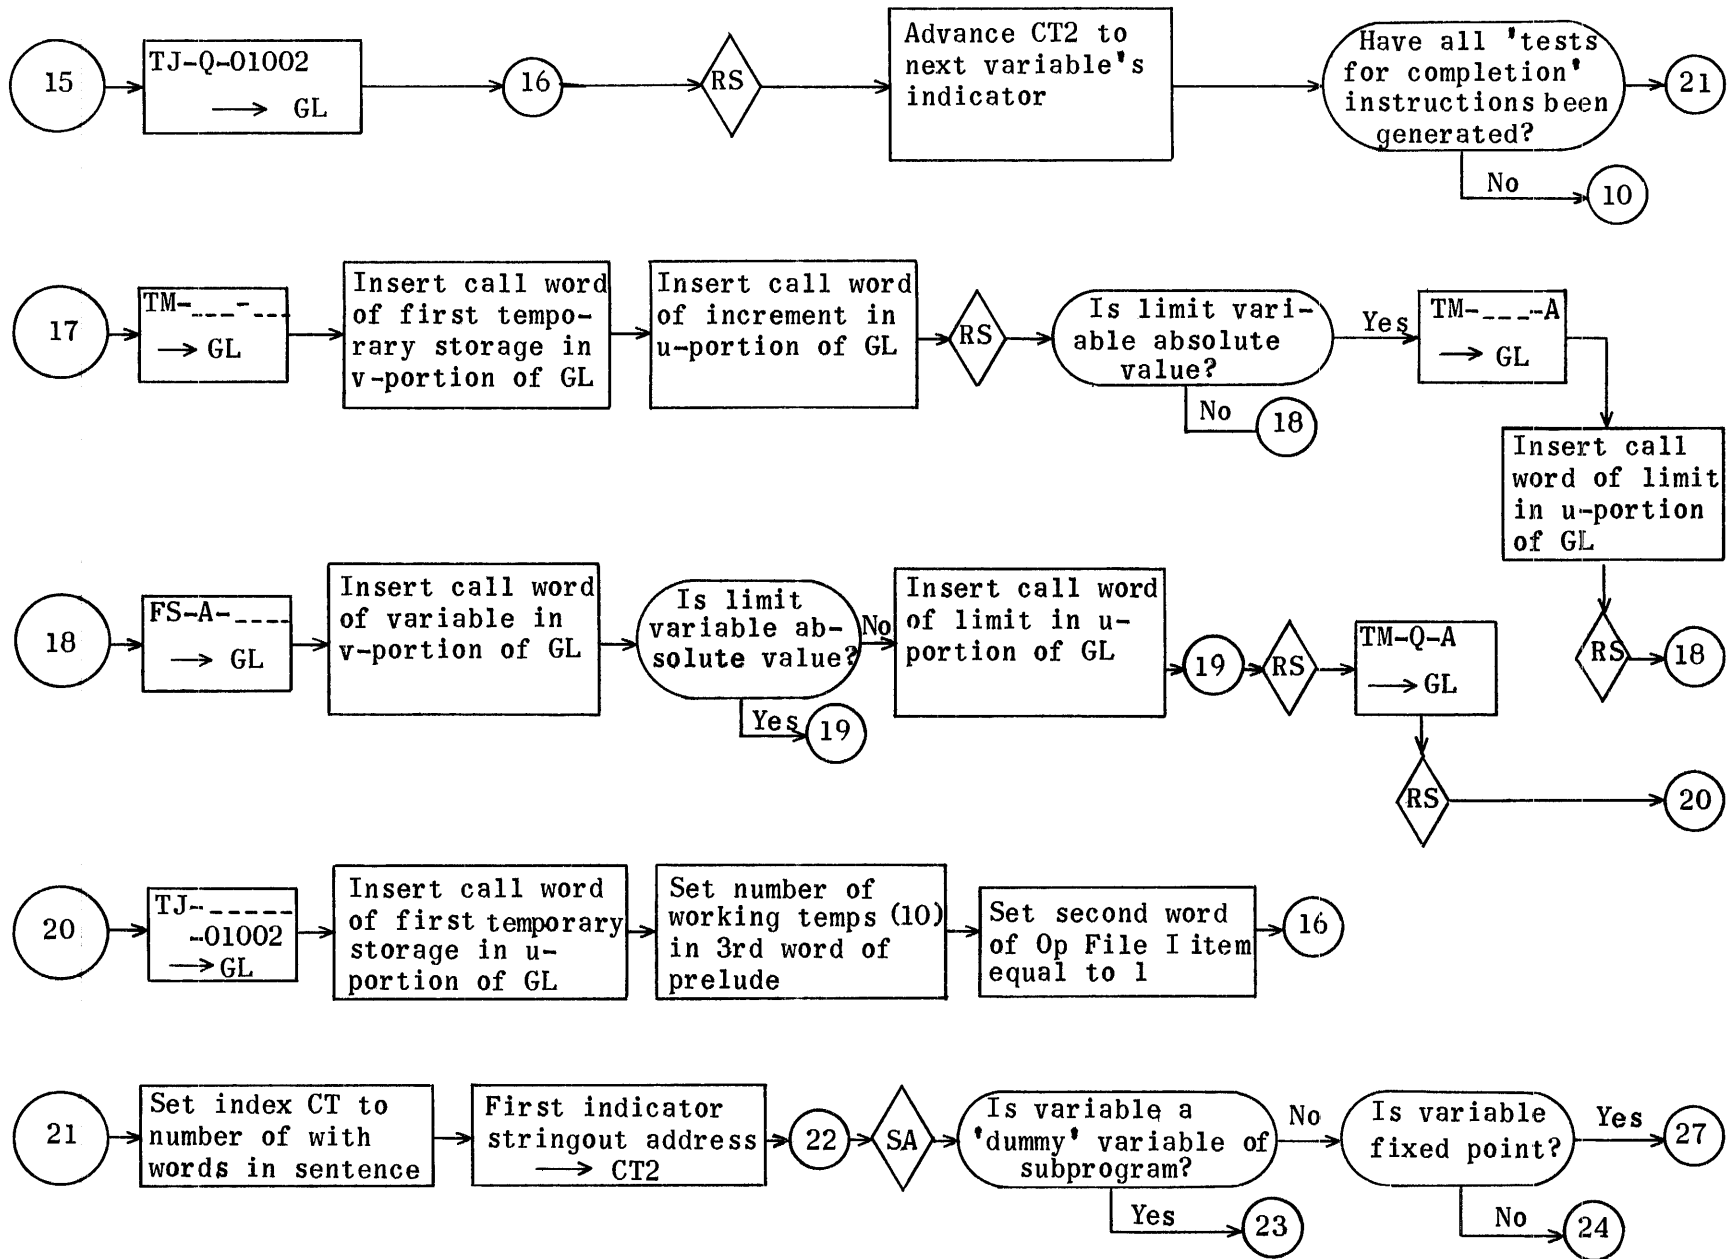 15
TJ-Q-01002
→ GL
16
RS
Advance CT2 to
next variable's
indicator
Have all 'tests
for completion'
instructions been
generated?
21
No
10
17
TM-___-___
→ GL
Insert call word
of first tempo-
rary storage in
v-portion of GL
Insert call word
of increment in
u-portion of GL
RS
Is limit vari-
able absolute
value?
Yes
TM-____-A
→ GL
No
18
Insert call
word of limit
in u-portion
of GL
RS
18
18
FS-A-____
→ GL
Insert call word
of variable in
v-portion of GL
Is limit
variable ab-
solute value?
No
Yes
19
Insert call word
of limit in u-
portion of GL
19
RS
TM-Q-A
→ GL
RS
20
20
TJ-_____
-01002
→ GL
Insert call word
of first temporary
storage in u-
portion of GL
Set number of
working temps (10)
in 3rd word of
prelude
Set second word
of Op File I item
equal to 1
16
21
Set index CT to
number of with
words in sentence
First indicator
stringout address
→ CT2
22
SA
Is variable a
'dummy' variable of
subprogram?
No
Yes
23
Is variable
fixed point?
Yes
27
No
24